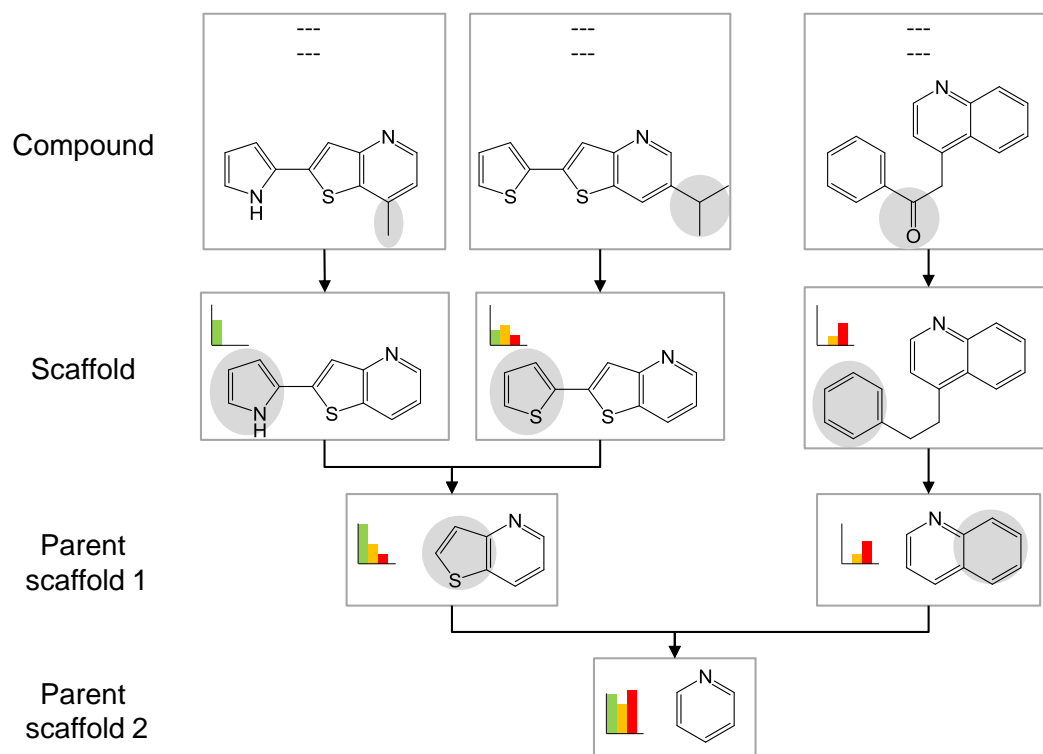 ---
---
---
---
---
---
Compound
N
S
N
H
N
S
S
N
O
Scaffold
N
S
N
H
N
S
S
N
Parent
scaffold 1
N
S
N
Parent
scaffold 2
N